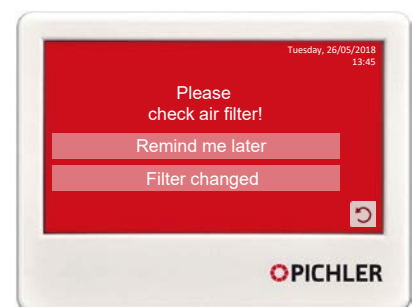 Tuesday, 26/05/2018
13:45
Please
check air filter!
Remind me later
Filter changed
PICHLER